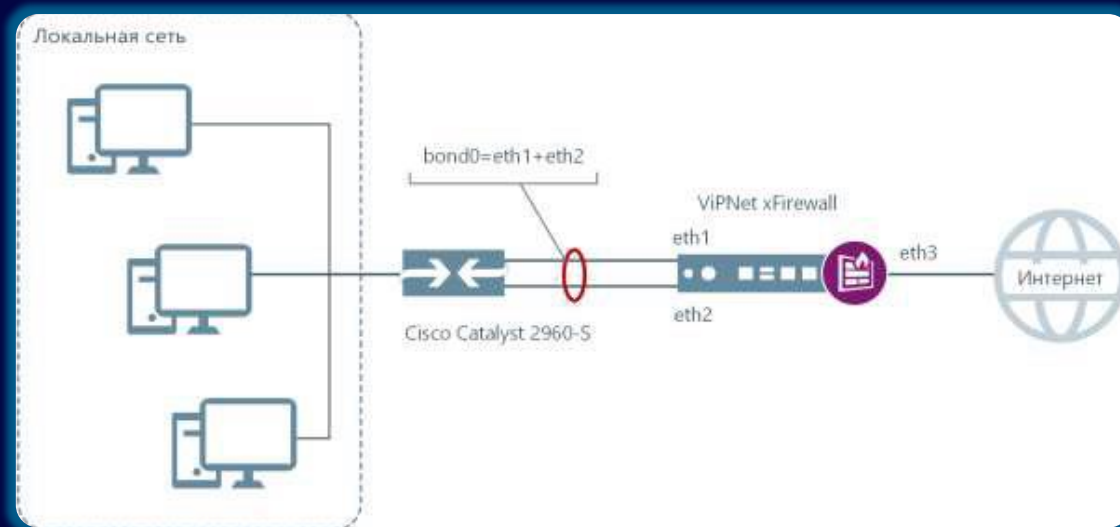 Локальная сеть
bond0=eth1+eth2
ViPNet xFirewall
eth1
eth3
Интернет
eth2
Cisco Catalyst 2960-S